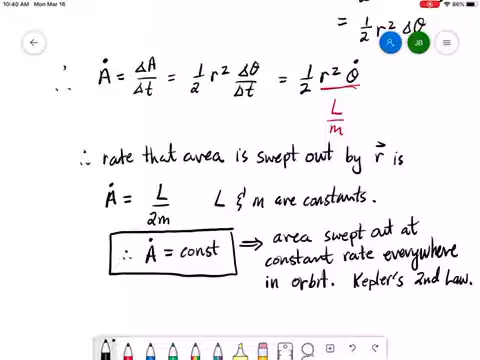 10:40 AM Mon Mar 16
86%
= ½ r² Δθ
JB
∴ Ȧ = ΔA/Δt = ½ r² Δθ/Δt = ½ r² θ̇
L/m
∴ rate that area is swept out by r⃗ is
Ȧ = L/2m L & m are constants.
∴ Ȧ = const ⇒ area swept out at
constant rate everywhere
in orbit. Kepler's 2nd Law.